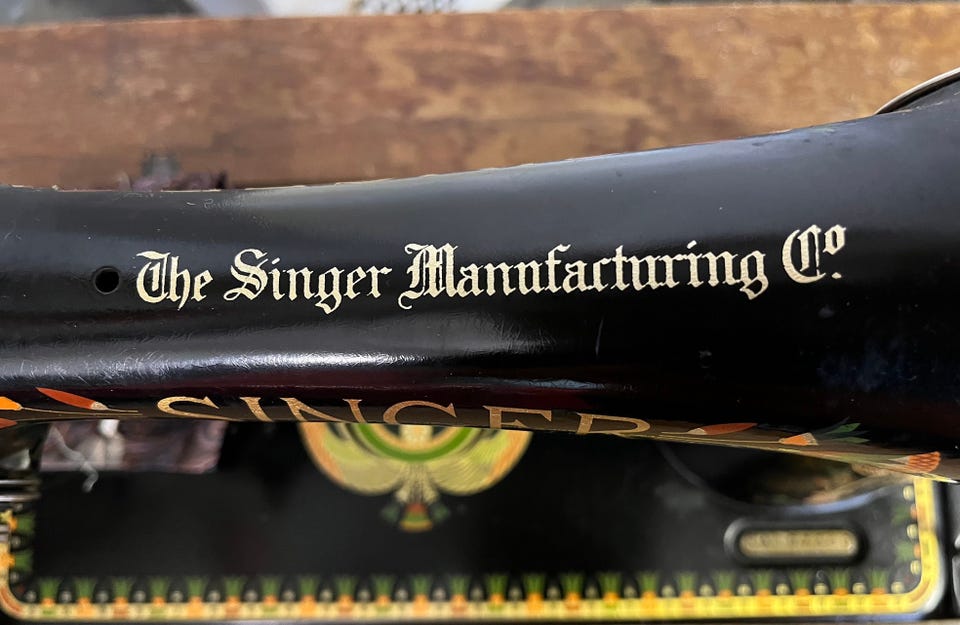 The Singer Manufacturing Co.
SINGER